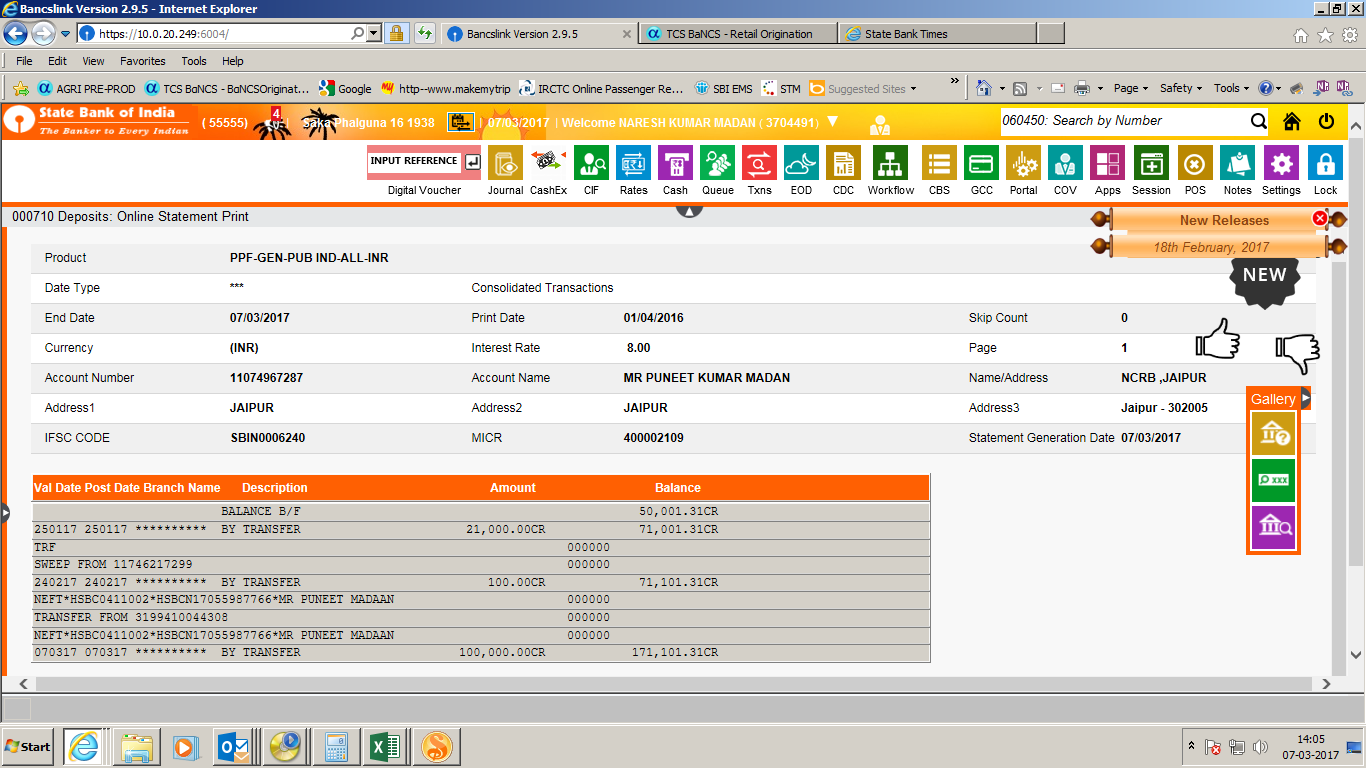 Bancslink Version 2.9.5 - Internet Explorer
https://10.0.20.249:6004/ Bancslink Version 2.9.5 TCS BaNCS - Retail Origination State Bank Times
File Edit View Favorites Tools Help
AGRI PRE-PROD TCS BaNCS - BaNCSOriginat... Google http--www.makemytrip IRCTC Online Passenger Re... SBI EMS STM Suggested Sites Page Safety Tools
State Bank of India
The Banker to Every Indian
( 55555) 4 Saka Phalguna 16 1938 | 07/03/2017 | Welcome NARESH KUMAR MADAN ( 3704491) 060450: Search by Number
INPUT REFERENCE
Digital Voucher Journal CashEx CIF Rates Cash Queue Txns EOD CDC Workflow CBS GCC Portal COV Apps Session POS Notes Settings Lock
000710 Deposits: Online Statement Print
New Releases
18th February, 2017
NEW
Product PPF-GEN-PUB IND-ALL-INR
Date Type *** Consolidated Transactions
End Date 07/03/2017 Print Date 01/04/2016 Skip Count 0
Currency (INR) Interest Rate 8.00 Page 1
Account Number 11074967287 Account Name MR PUNEET KUMAR MADAN Name/Address NCRB ,JAIPUR
Address1 JAIPUR Address2 JAIPUR Address3 Jaipur - 302005
IFSC CODE SBIN0006240 MICR 400002109 Statement Generation Date 07/03/2017
Gallery
xxx
Val Date Post Date Branch Name Description Amount Balance
BALANCE B/F 50,001.31CR
250117 250117 ********** BY TRANSFER 21,000.00CR 71,001.31CR
TRF 000000
SWEEP FROM 11746217299 000000
240217 240217 ********** BY TRANSFER 100.00CR 71,101.31CR
NEFT*HSBC0411002*HSBCN17055987766*MR PUNEET MADAAN 000000
TRANSFER FROM 3199410044308 000000
NEFT*HSBC0411002*HSBCN17055987766*MR PUNEET MADAAN 000000
070317 070317 ********** BY TRANSFER 100,000.00CR 171,101.31CR
Start
14:05
07-03-2017